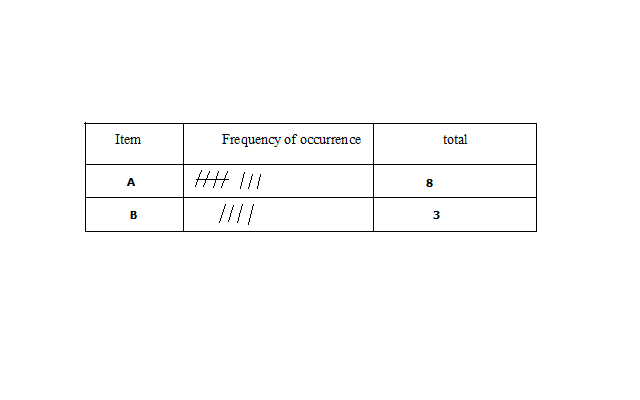 Item Frequency of occurrence total
A 𝍸 /// 8
B //// 3